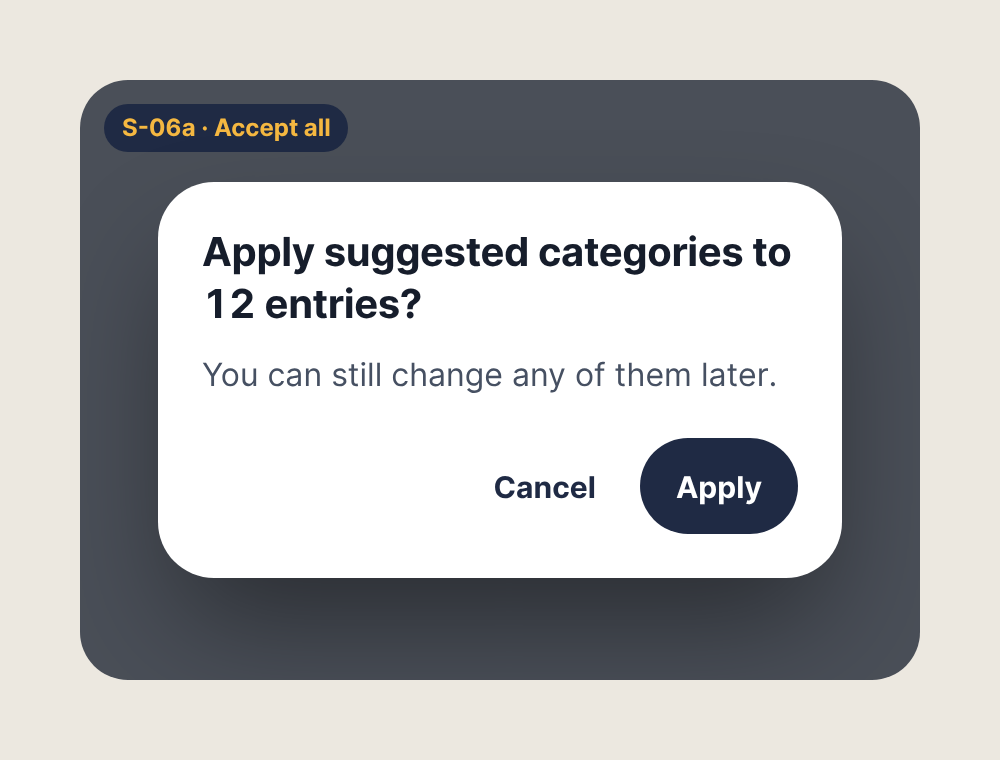 S-06a · Accept all
Apply suggested categories to
12 entries?
You can still change any of them later.
Cancel
Apply